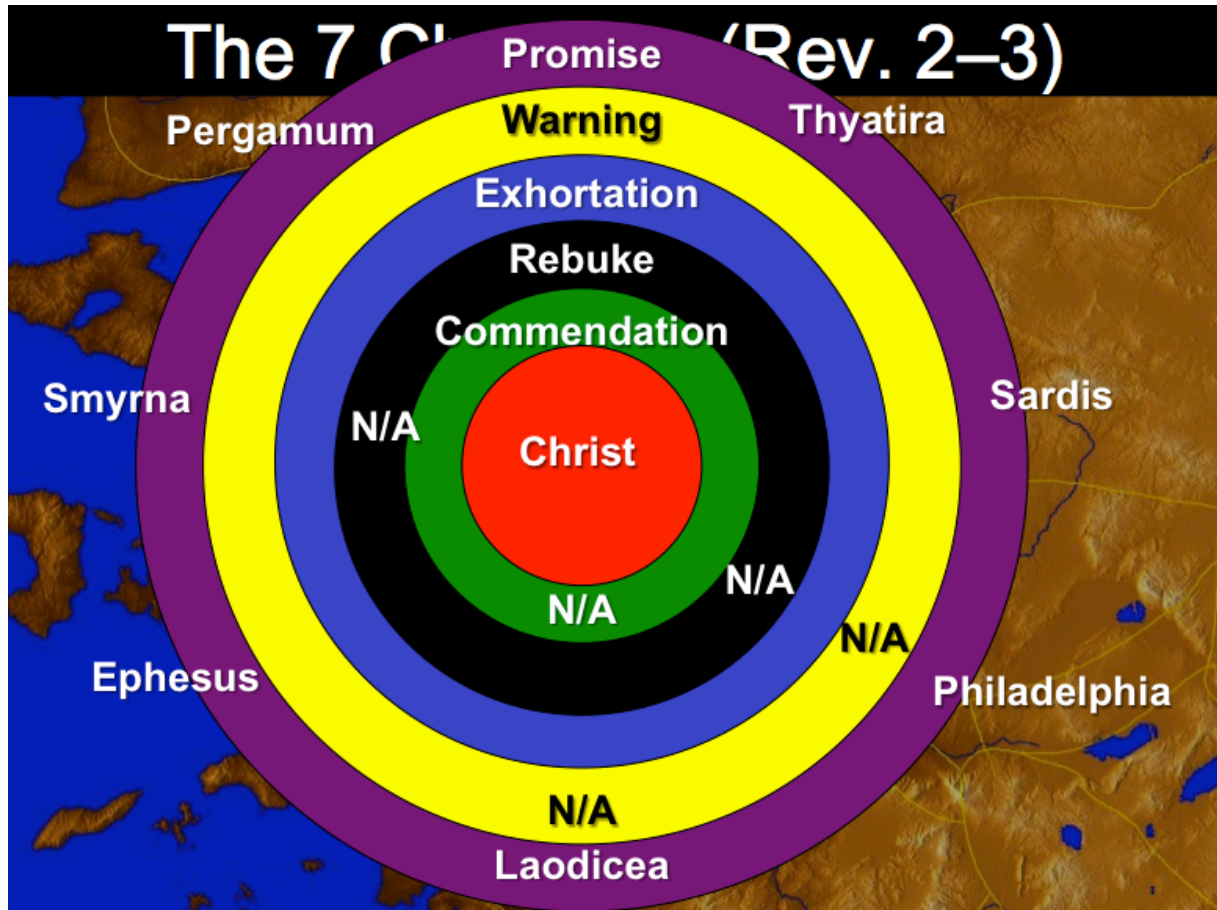 The 7 C (Rev. 2–3)
Promise
Pergamum
Warning
Thyatira
Exhortation
Rebuke
Commendation
Smyrna
Sardis
N/A
Christ
N/A
N/A
N/A
Ephesus
Philadelphia
N/A
Laodicea